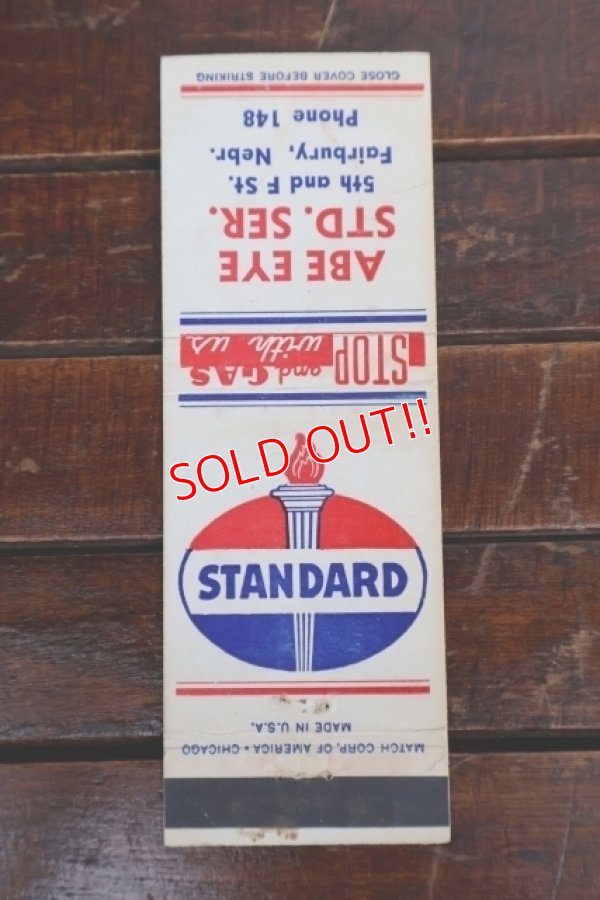 CLOSE COVER BEFORE STRIKING
Phone 148
Fairbury, Nebr.
5th and F St.
ABE EYE
STD. SER.
STOP and GAS
with us
SOLD OUT!!
STANDARD
MATCH CORP. OF AMERICA • CHICAGO
MADE IN U.S.A.